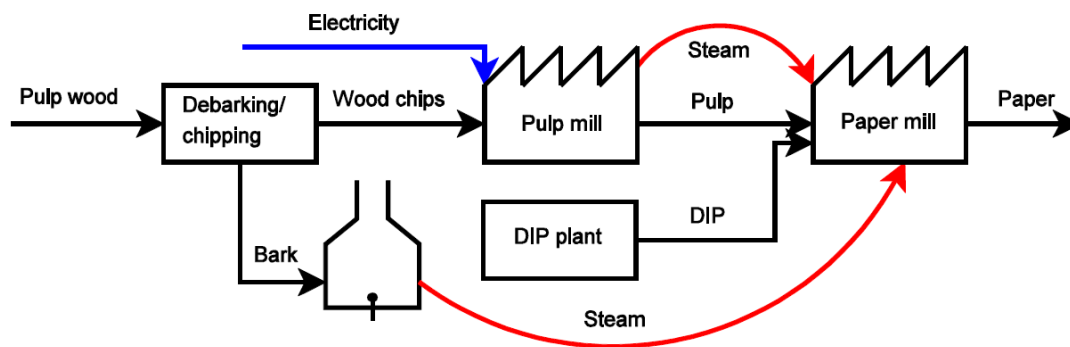 Electricity
Steam
Pulp wood
Debarking/
chipping
Wood chips
Pulp mill
Pulp
Paper mill
Paper
DIP plant
DIP
Bark
Steam